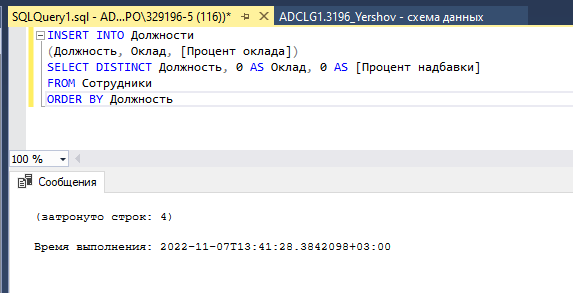 SQLQuery1.sql - AD...PO\329196-5 (116))* ADCLG1.3196_Yershov - схема данных
INSERT INTO Должности
(Должность, Оклад, [Процент оклада])
SELECT DISTINCT Должность, 0 AS Оклад, 0 AS [Процент надбавки]
FROM Сотрудники
ORDER BY Должность
100 %
Сообщения
(затронуто строк: 4)
Время выполнения: 2022-11-07T13:41:28.3842098+03:00